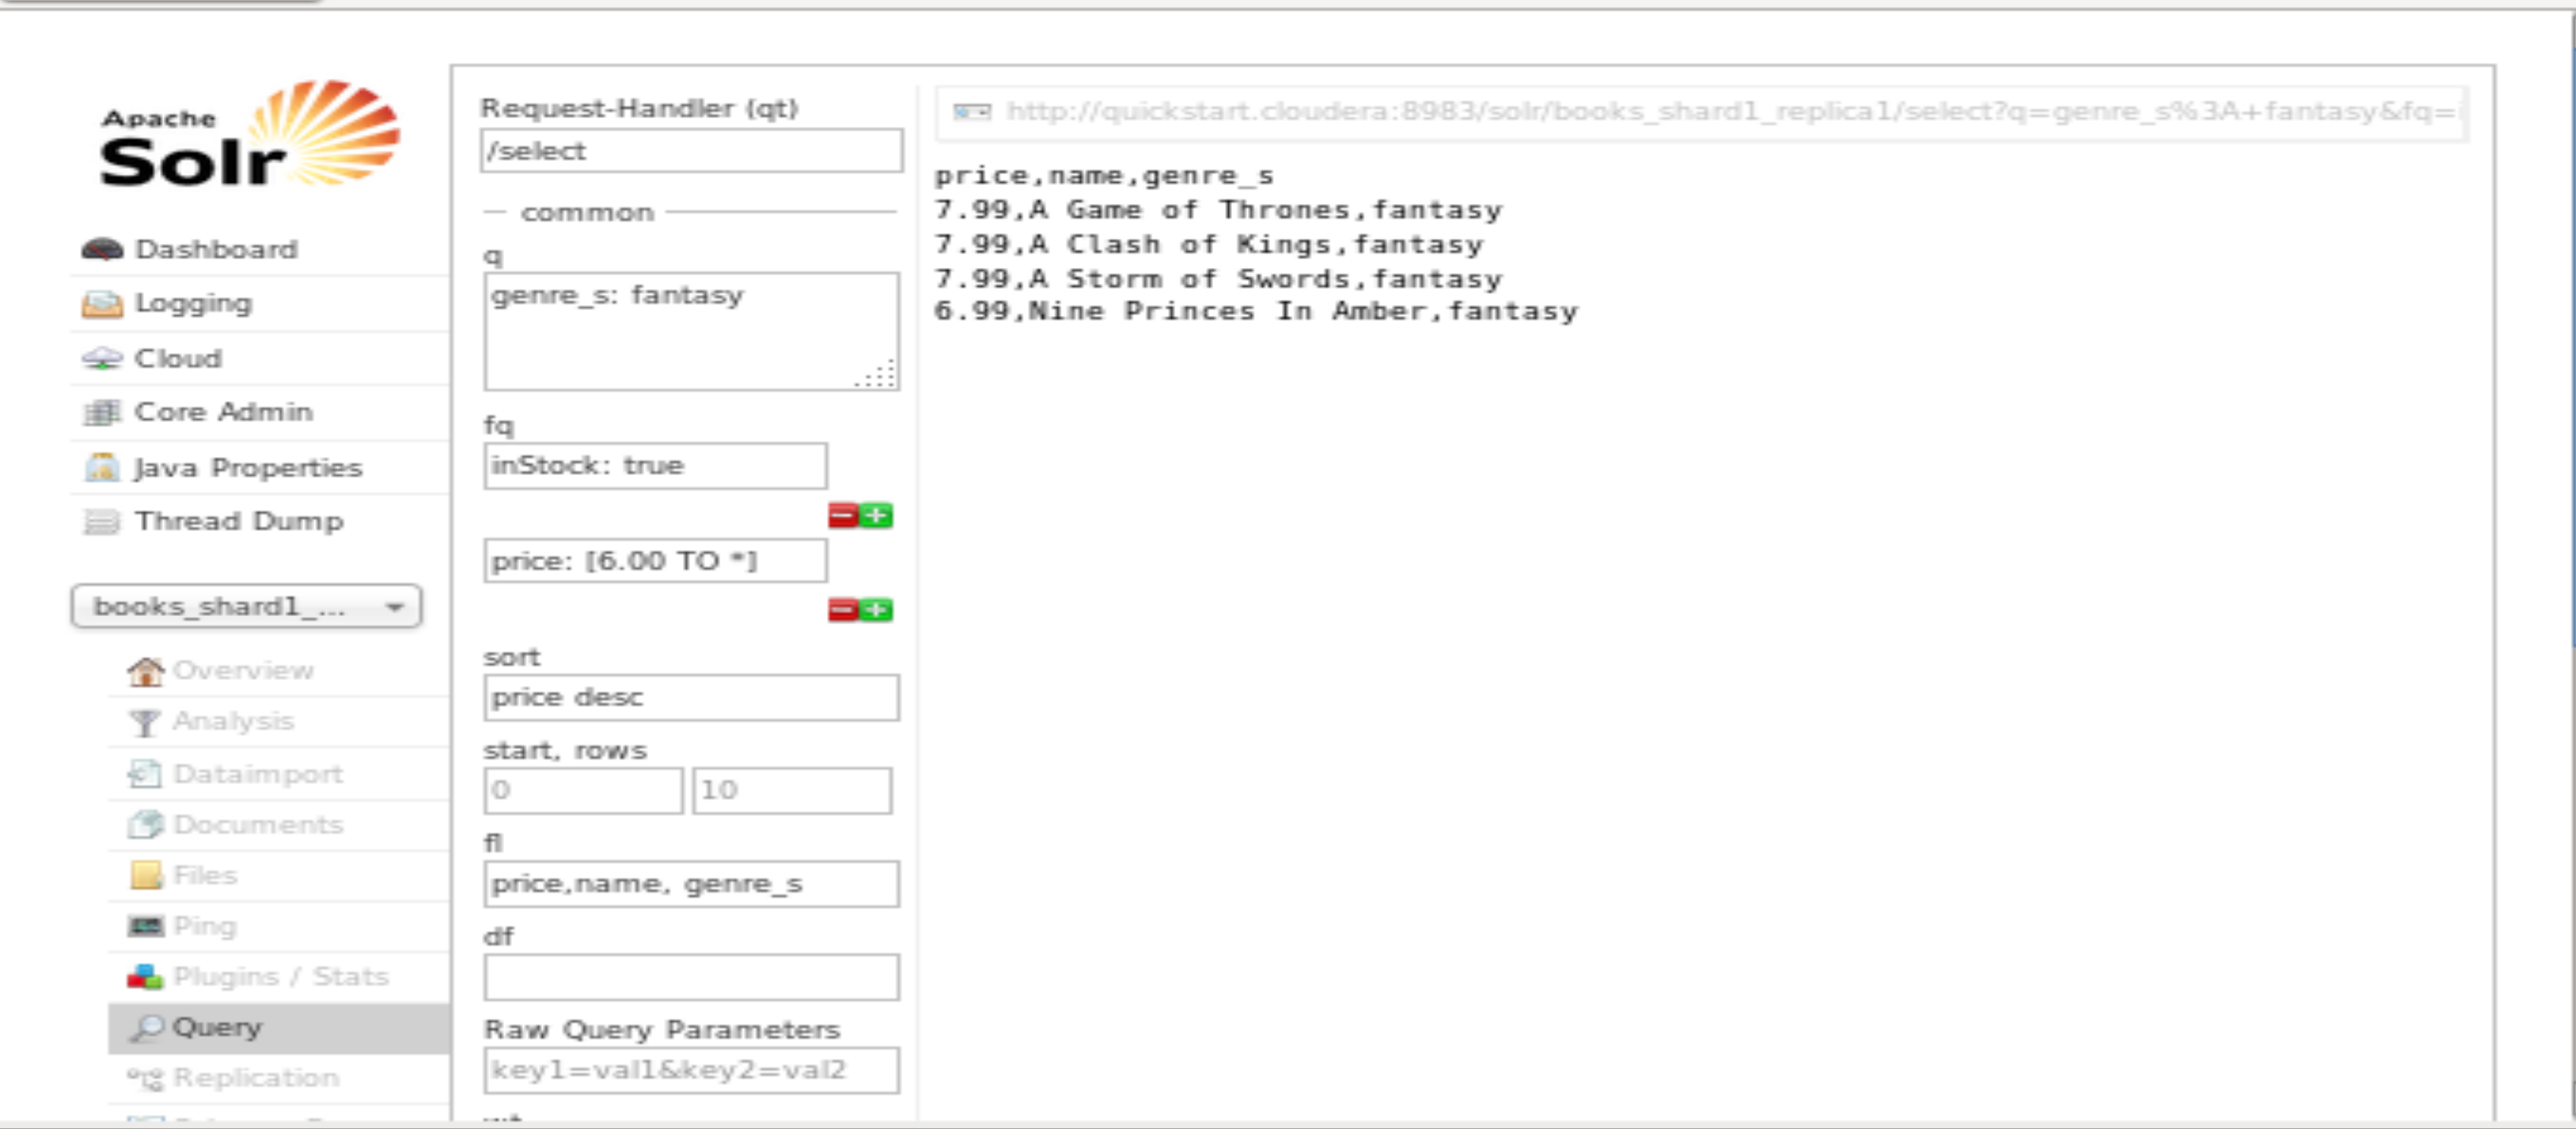 Apache
Solr
Dashboard
Logging
Cloud
Core Admin
Java Properties
Thread Dump
books_shard1_...
Overview
Analysis
Dataimport
Documents
Files
Ping
Plugins / Stats
Query
Replication
Request-Handler (qt)
/select
common
q
genre_s: fantasy
fq
inStock: true
price: [6.00 TO *]
sort
price desc
start, rows
0 10
fl
price,name, genre_s
df
Raw Query Parameters
key1=val1&key2=val2
http://quickstart.cloudera:8983/solr/books_shard1_replica1/select?q=genre_s%3A+fantasy&fq=i
price,name,genre_s
7.99,A Game of Thrones,fantasy
7.99,A Clash of Kings,fantasy
7.99,A Storm of Swords,fantasy
6.99,Nine Princes In Amber,fantasy